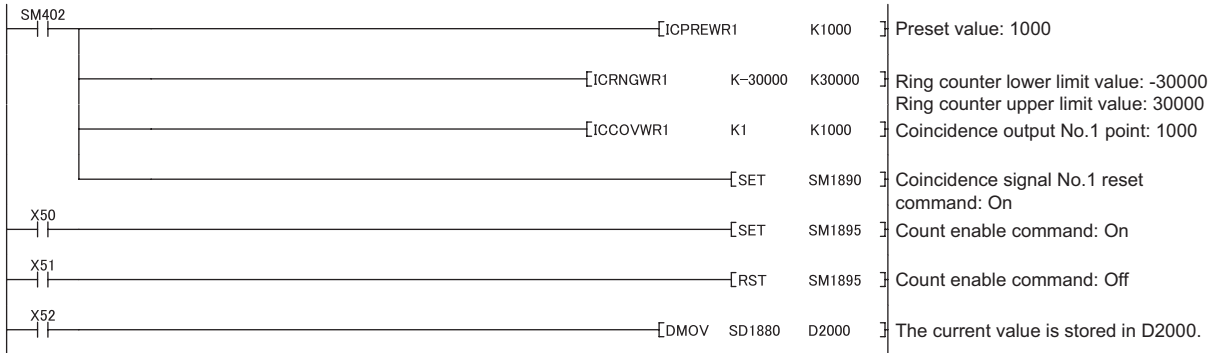 SM402
[ICPREWR1 K1000 ] Preset value: 1000
[ICRNGWR1 K-30000 K30000 ] Ring counter lower limit value: -30000
Ring counter upper limit value: 30000
[ICCOVWR1 K1 K1000 ] Coincidence output No.1 point: 1000
[SET SM1890 ] Coincidence signal No.1 reset
command: On
X50
[SET SM1895 ] Count enable command: On
X51
[RST SM1895 ] Count enable command: Off
X52
[DMOV SD1880 D2000 ] The current value is stored in D2000.